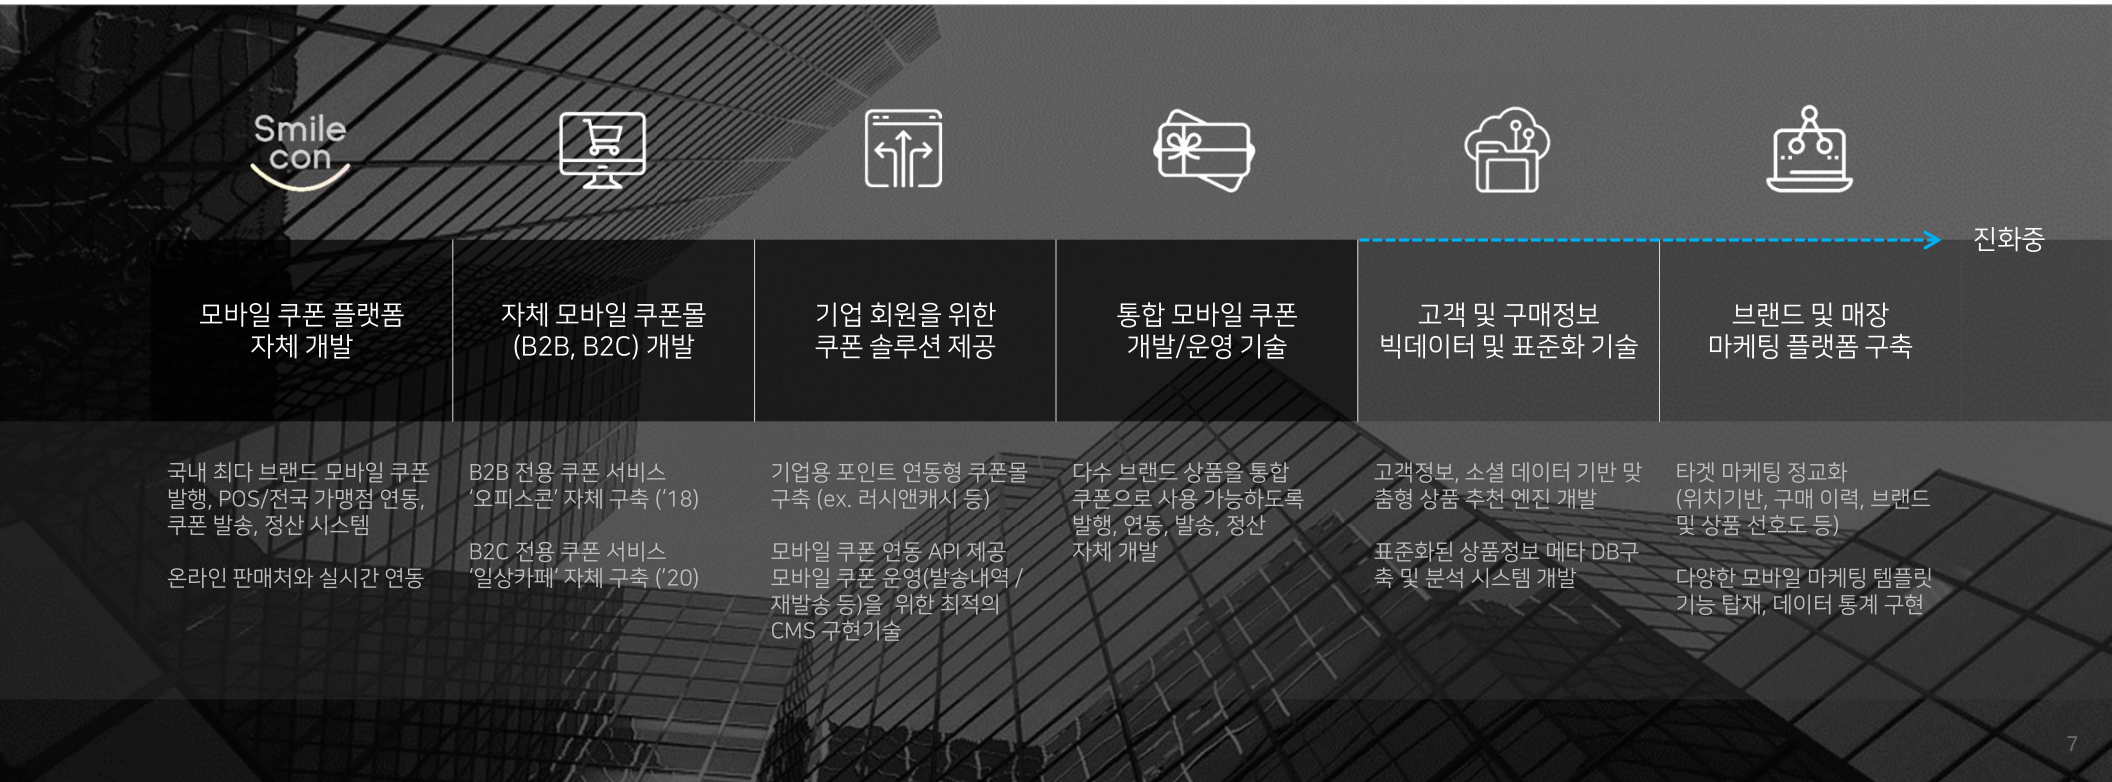 Smile
con
진화중
모바일 쿠폰 플랫폼
자체 개발
자체 모바일 쿠폰몰
(B2B, B2C) 개발
기업 회원을 위한
쿠폰 솔루션 제공
통합 모바일 쿠폰
개발/운영 기술
고객 및 구매정보
빅데이터 및 표준화 기술
브랜드 및 매장
마케팅 플랫폼 구축
국내 최다 브랜드 모바일 쿠폰
발행, POS/전국 가맹점 연동,
쿠폰 발송, 정산 시스템
온라인 판매처와 실시간 연동
B2B 전용 쿠폰 서비스
‘오피스콘’ 자체 구축 (‘18)
B2C 전용 쿠폰 서비스
‘일상카페’ 자체 구축 (‘20)
기업용 포인트 연동형 쿠폰몰
구축 (ex. 러시앤캐시 등)
모바일 쿠폰 연동 API 제공
모바일 쿠폰 운영(발송내역 /
재발송 등)을 위한 최적의
CMS 구현기술
다수 브랜드 상품을 통합
쿠폰으로 사용 가능하도록
발행, 연동, 발송, 정산
자체 개발
고객정보, 소셜 데이터 기반 맞
춤형 상품 추천 엔진 개발
표준화된 상품정보 메타 DB구
축 및 분석 시스템 개발
타겟 마케팅 정교화
(위치기반, 구매 이력, 브랜드
및 상품 선호도 등)
다양한 모바일 마케팅 템플릿
기능 탑재, 데이터 통계 구현
7